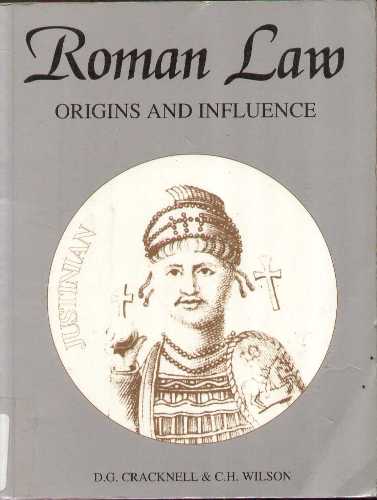 Roman Law
ORIGINS AND INFLUENCE
JUSTINIAN
D.G. CRACKNELL & C.H. WILSON